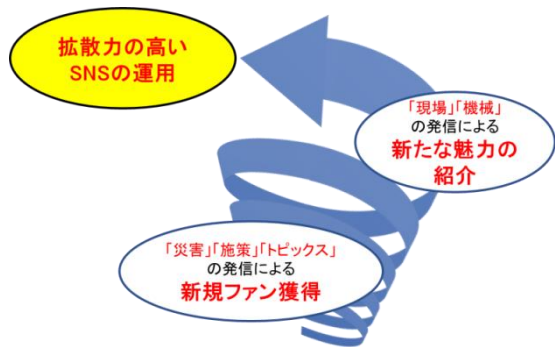 拡散力の高い
SNSの運用
「現場」「機械」
の発信による
新たな魅力の
紹介
「災害」「施策」「トピックス」
の発信による
新規ファン獲得